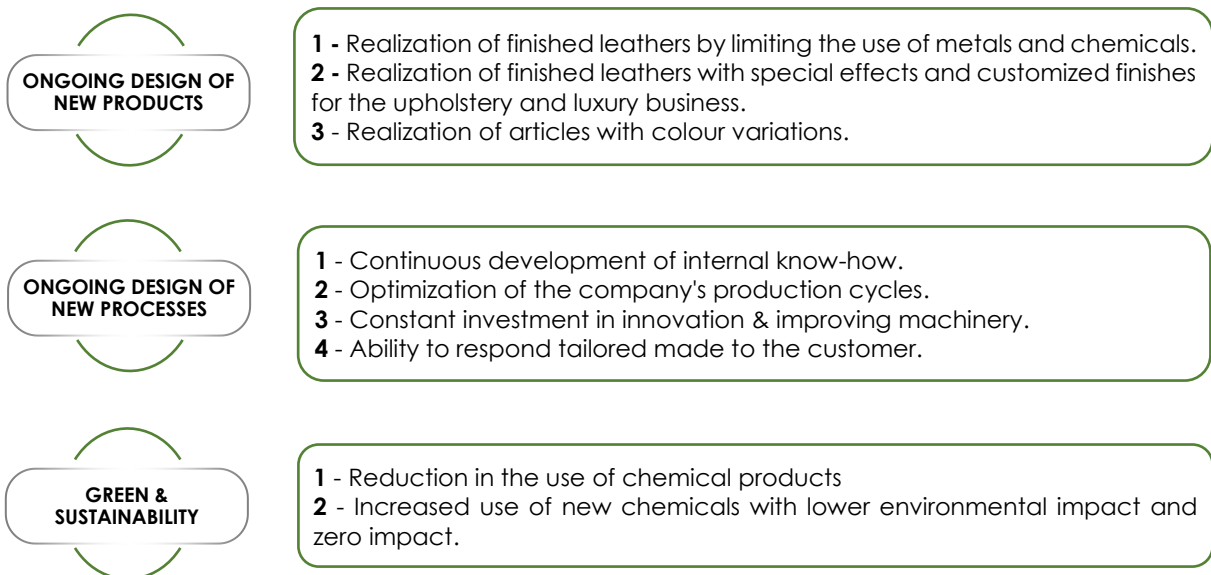 ONGOING DESIGN OF
NEW PRODUCTS
1 - Realization of finished leathers by limiting the use of metals and chemicals.
2 - Realization of finished leathers with special effects and customized finishes
for the upholstery and luxury business.
3 - Realization of articles with colour variations.
ONGOING DESIGN OF
NEW PROCESSES
1 - Continuous development of internal know-how.
2 - Optimization of the company's production cycles.
3 - Constant investment in innovation & improving machinery.
4 - Ability to respond tailored made to the customer.
GREEN &
SUSTAINABILITY
1 - Reduction in the use of chemical products
2 - Increased use of new chemicals with lower environmental impact and
zero impact.